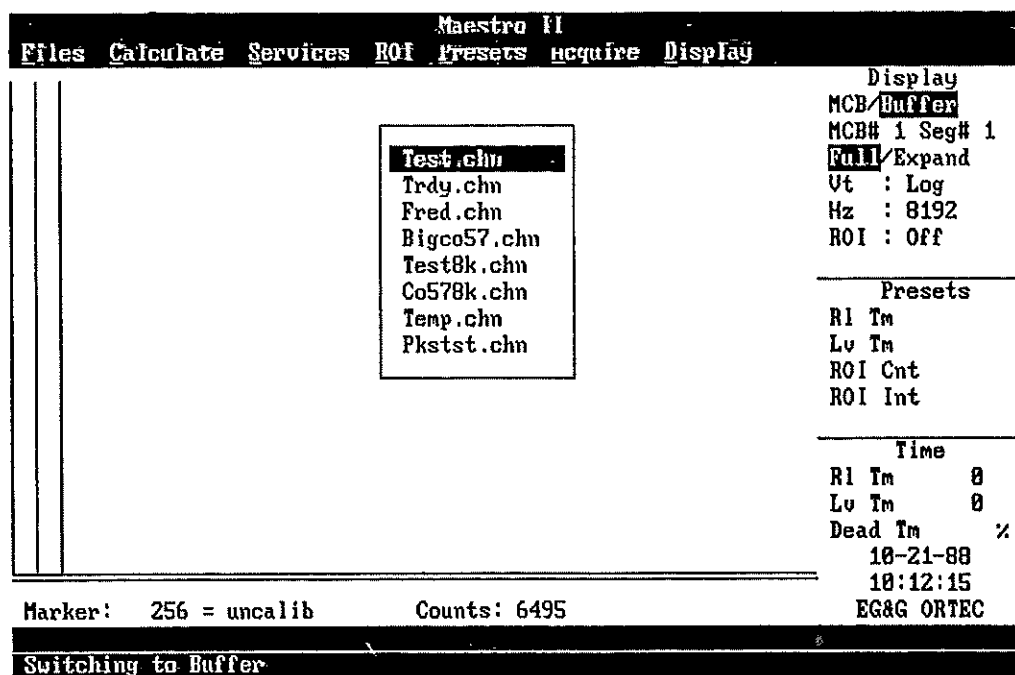 Maestro II
Files Calculate Services ROI Presets Acquire Display
Test.chn
Trdy.chn
Fred.chn
Bigco57.chn
Test8k.chn
Co578k.chn
Temp.chn
Pkstst.chn
Display
MCB/Buffer
MCB# 1 Seg# 1
Full/Expand
Vt : Log
Hz : 8192
ROI : Off
Presets
Rl Tm
Lv Tm
ROI Cnt
ROI Int
Time
Rl Tm 0
Lv Tm 0
Dead Tm %
10-21-88
10:12:15
EG&G ORTEC
Marker: 256 = uncalib Counts: 6495
Switching to Buffer